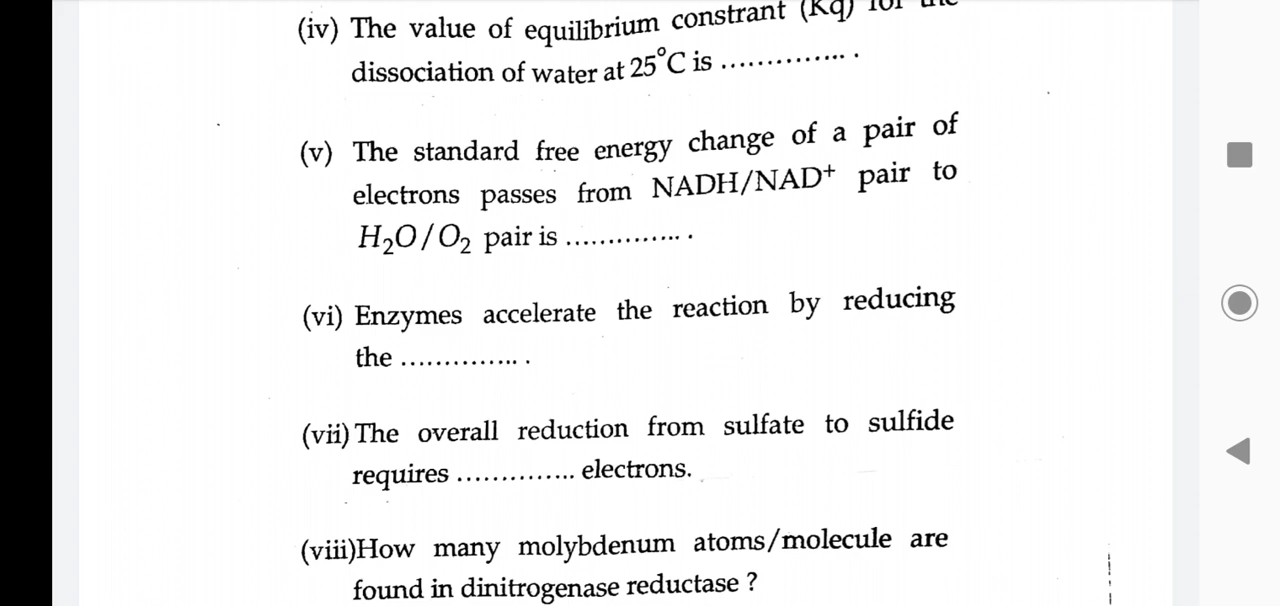 (iv) The value of equilibrium constrant (Kq) for the
dissociation of water at 25°C is .............. .
(v) The standard free energy change of a pair of
electrons passes from NADH/NAD⁺ pair to
H₂O/O₂ pair is .............. .
(vi) Enzymes accelerate the reaction by reducing
the .............. .
(vii) The overall reduction from sulfate to sulfide
requires .............. electrons.
(viii)How many molybdenum atoms/molecule are
found in dinitrogenase reductase ?